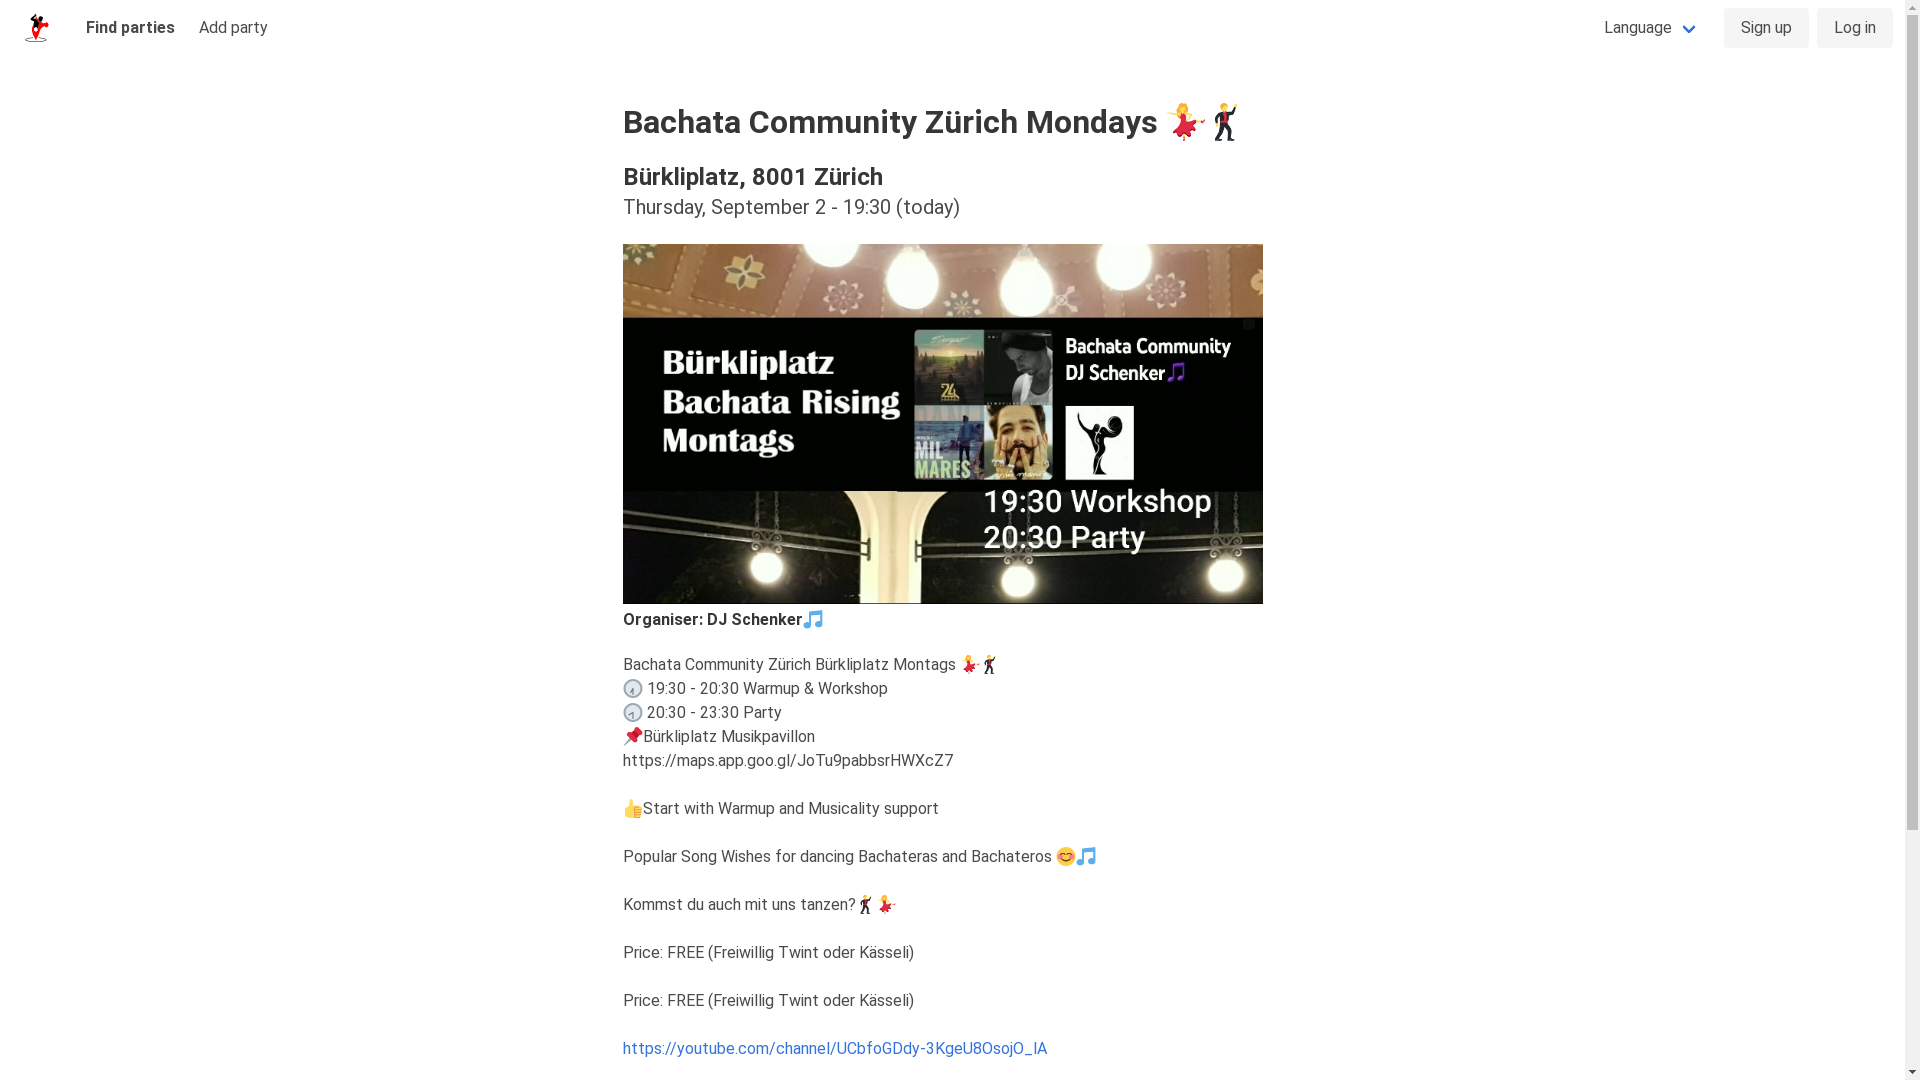 Find parties
Add party
Language
Sign up
Log in
Bachata Community Zürich Mondays 💃🕺
Bürkliplatz, 8001 Zürich
Thursday, September 2 - 19:30 (today)
Bürkliplatz
Bachata Rising
Montags
24
MIL
MARES
Bachata Community
DJ Schenker🎵
19:30 Workshop
20:30 Party
Organiser: DJ Schenker🎵
Bachata Community Zürich Bürkliplatz Montags 💃🕺
🕢 19:30 - 20:30 Warmup & Workshop
🕣 20:30 - 23:30 Party
📌Bürkliplatz Musikpavillon
https://maps.app.goo.gl/JoTu9pabbsrHWXcZ7
👍Start with Warmup and Musicality support
Popular Song Wishes for dancing Bachateras and Bachateros 😊🎵
Kommst du auch mit uns tanzen?🕺💃
Price: FREE (Freiwillig Twint oder Kässeli)
Price: FREE (Freiwillig Twint oder Kässeli)
https://youtube.com/channel/UCbfoGDdy-3KgeU8OsojO_lA